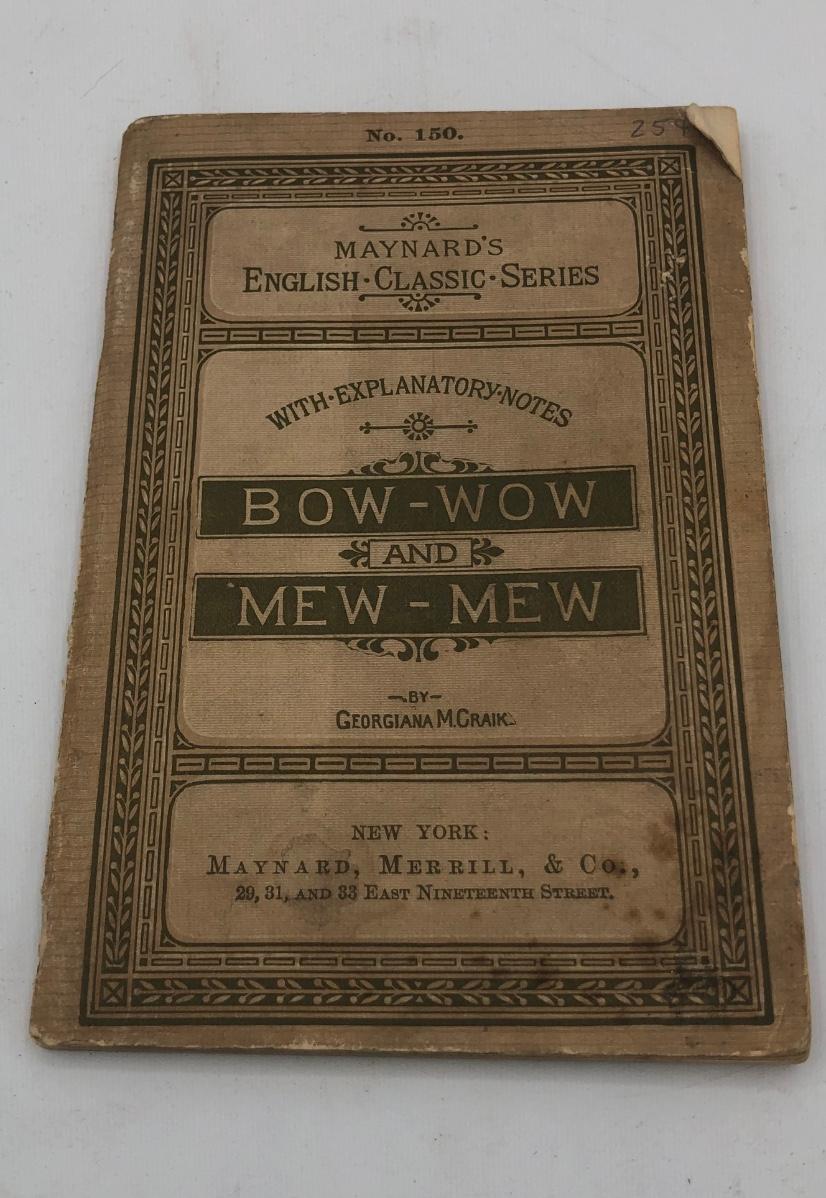 No. 150.
MAYNARD'S
ENGLISH·CLASSIC·SERIES
WITH·EXPLANATORY·NOTES
BOW-WOW
AND
MEW-MEW
-BY-
GEORGIANA M. CRAIK.
NEW YORK:
MAYNARD, MERRILL, & CO.,
29, 31, AND 33 EAST NINETEENTH STREET.